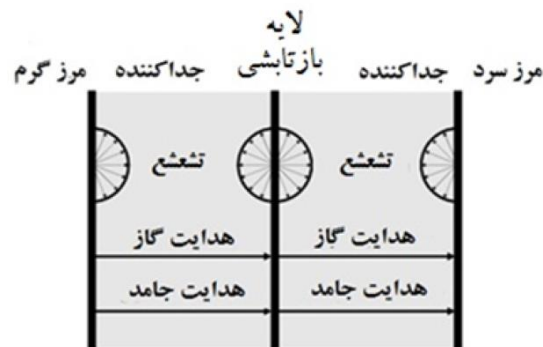 لایه
بازتابشی
مرز سرد
جداکننده
جداکننده
مرز گرم
تشعشع
تشعشع
هدایت گاز
هدایت گاز
هدایت جامد
هدایت جامد